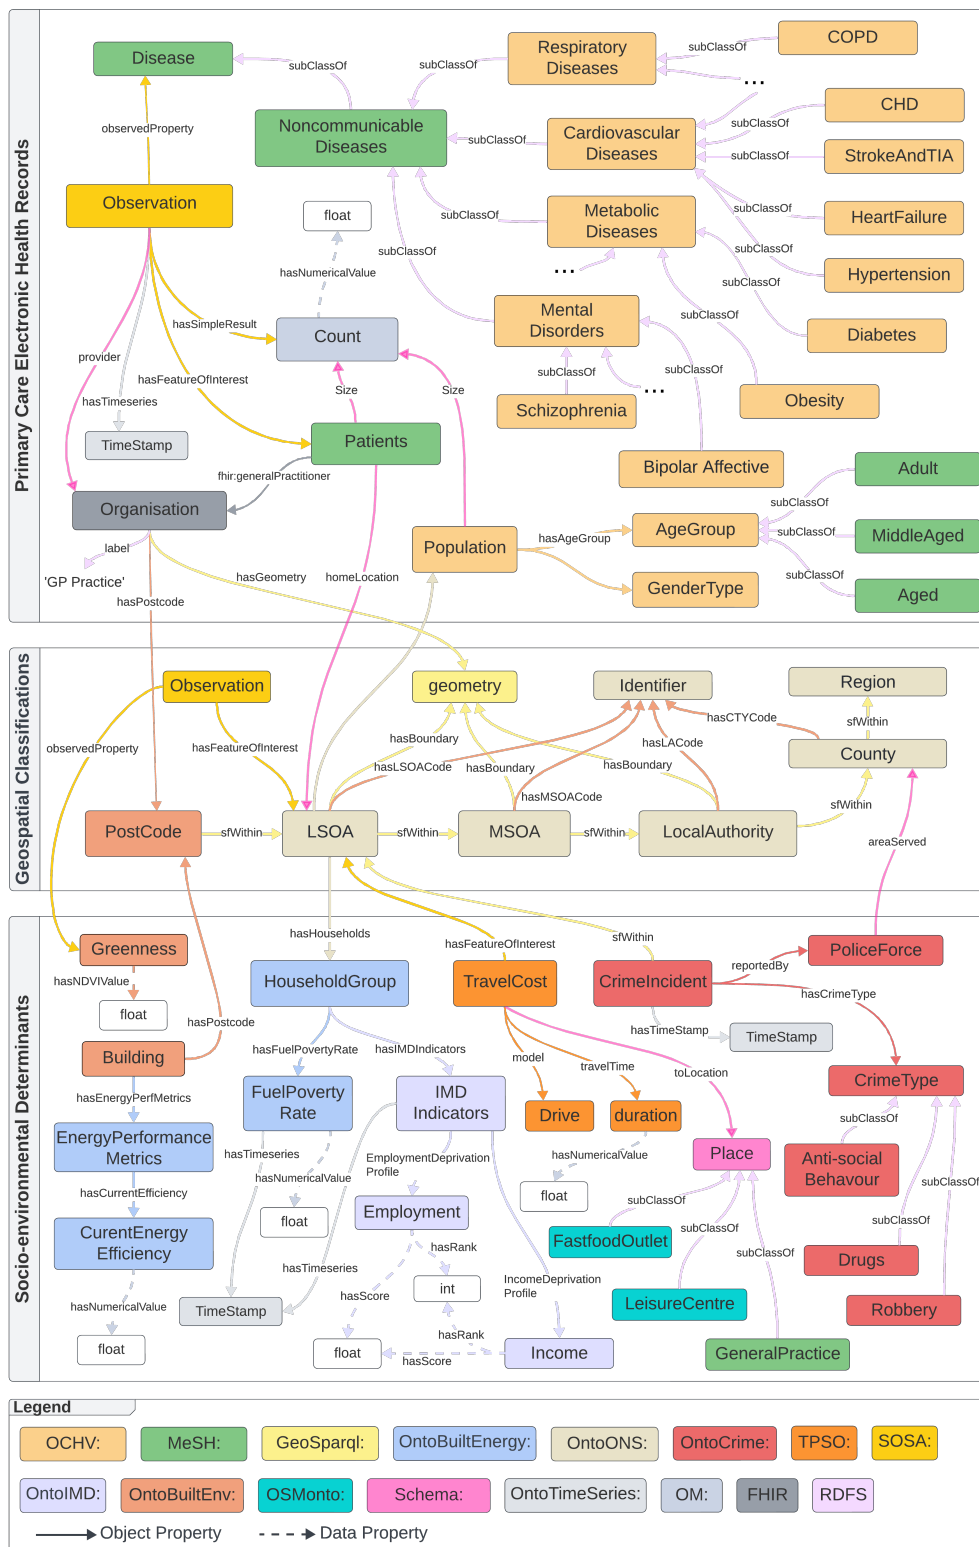 Primary Care Electronic Health Records
Disease
Respiratory
Diseases
COPD
subClassOf
subClassOf
subClassOf
...
CHD
observedProperty
Noncommunicable
Diseases
subClassOf
Cardiovascular
Diseases
subClassOf
subClassOf
StrokeAndTIA
Observation
float
Metabolic
Diseases
subClassOf
subClassOf
HeartFailure
subClassOf
subClassOf
Hypertension
hasNumericalValue
...
subClassOf
Mental
Disorders
subClassOf
Diabetes
hasSimpleResult
Count
provider
hasFeatureOfInterest
hasTimeseries
Size
Size
subClassOf
subClassOf
...
Schizophrenia
Obesity
TimeStamp
Patients
fhir:generalPractitioner
Bipolar Affective
Adult
Organisation
subClassOf
label
Population
hasAgeGroup
AgeGroup
subClassOf
MiddleAged
'GP Practice'
hasGeometry
homeLocation
subClassOf
hasPostcode
GenderType
Aged
Geospatial Classifications
Observation
geometry
Identifier
Region
hasCTYCode
sfWithin
observedProperty
hasFeatureOfInterest
hasBoundary
hasLACode
County
hasLSOACode
hasBoundary
hasBoundary
hasMSOACode
sfWithin
PostCode
sfWithin
LSOA
sfWithin
MSOA
sfWithin
LocalAuthority
areaServed
Socio-environmental Determinants
Greenness
hasHouseholds
hasFeatureOfInterest
sfWithin
PoliceForce
hasNDVIValue
HouseholdGroup
TravelCost
CrimeIncident
reportedBy
hasCrimeType
float
hasPostcode
hasTimeStamp
TimeStamp
Building
hasFuelPovertyRate
hasIMDIndicators
model
travelTime
toLocation
CrimeType
hasEnergyPerfMetrics
FuelPoverty
Rate
IMD
Indicators
Drive
duration
subClassOf
EnergyPerformance
Metrics
hasTimeseries
EmploymentDeprivation
Profile
hasNumericalValue
Place
Anti-social
Behavour
subClassOf
hasNumericalValue
float
subClassOf
hasCurrentEfficiency
Employment
subClassOf
subClassOf
CurentEnergy
Efficiency
float
hasRank
FastfoodOutlet
subClassOf
Drugs
hasTimeseries
int
IncomeDeprivation
Profile
hasNumericalValue
TimeStamp
hasScore
LeisureCentre
Robbery
hasRank
float
float
hasScore
Income
GeneralPractice
Legend
OCHV:
MeSH:
GeoSparql:
OntoBuiltEnergy:
OntoONS:
OntoCrime:
TPSO:
SOSA:
OntoIMD:
OntoBuiltEnv:
OSMonto:
Schema:
OntoTimeSeries:
OM:
FHIR
RDFS
Object Property
Data Property